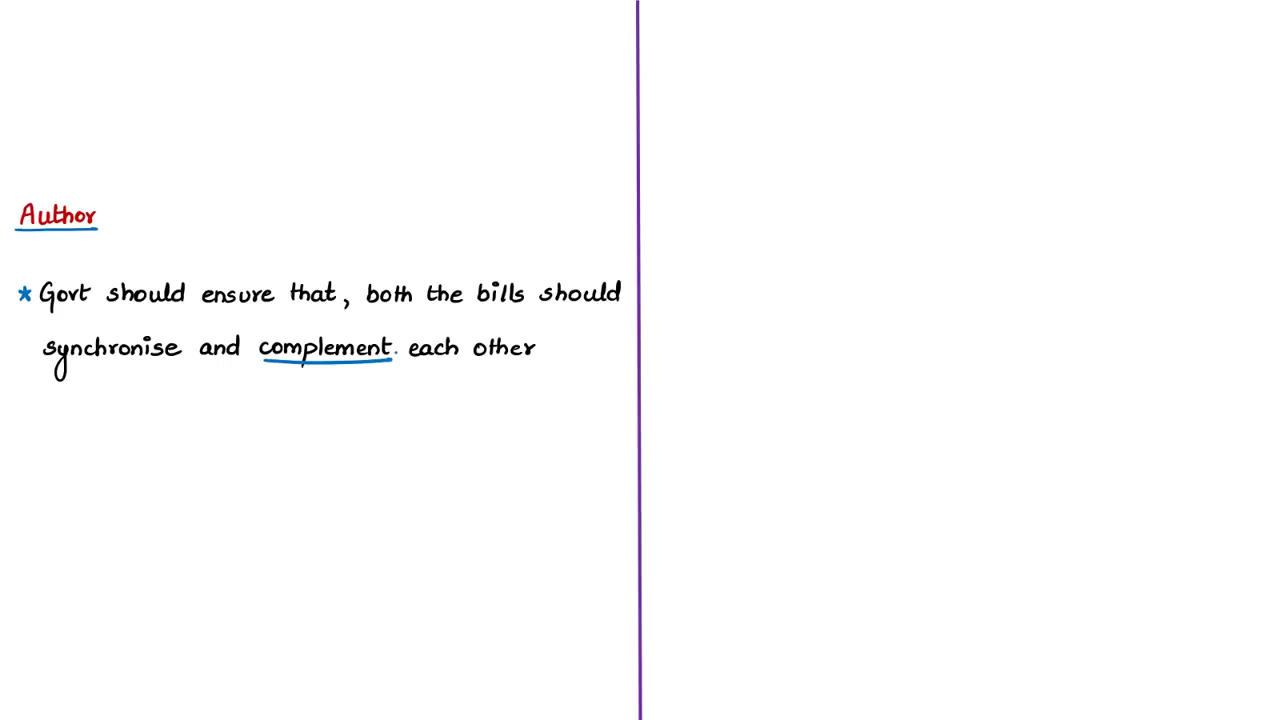 Author
* Govt should ensure that, both the bills should
synchronise and complement. each other